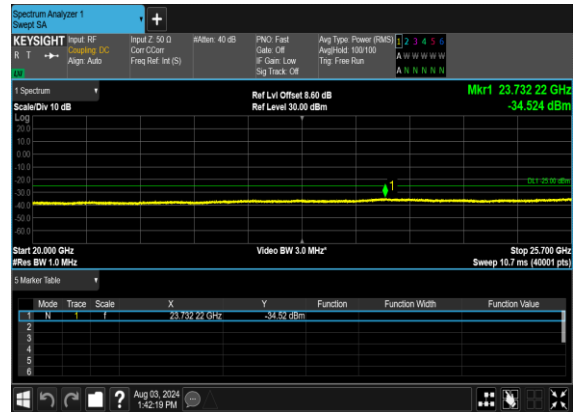 Spectrum Analyzer 1
Swept SA
+
KEYSIGHT Input: RF Input Z: 50 Ω #Atten: 40 dB PNO: Fast Avg Type: Power (RMS) 1 2 3 4 5 6
R T Coupling: DC Corr CCorr Gate: Off Avg|Hold: 100/100 A W W W W W
Align: Auto Freq Ref: Int (S) IF Gain: Low Trig: Free Run
Sig Track: Off A N N N N N
1 Spectrum Ref Lvl Offset 8.60 dB Mkr1 23.732 22 GHz
Scale/Div 10 dB Ref Level 30.00 dBm -34.524 dBm
Log
20.0
10.0
0.00
-10.0
-20.0
DL1 -25.00 dBm
1
-30.0
-40.0
-50.0
-60.0
Start 20.000 GHz Video BW 3.0 MHz* Stop 25.700 GHz
#Res BW 1.0 MHz Sweep 10.7 ms (40001 pts)
5 Marker Table
Mode Trace Scale X Y Function Function Width Function Value
1 N 1 f 23.732 22 GHz -34.52 dBm
2
3
4
5
6
? Aug 03, 2024
1:42:19 PM